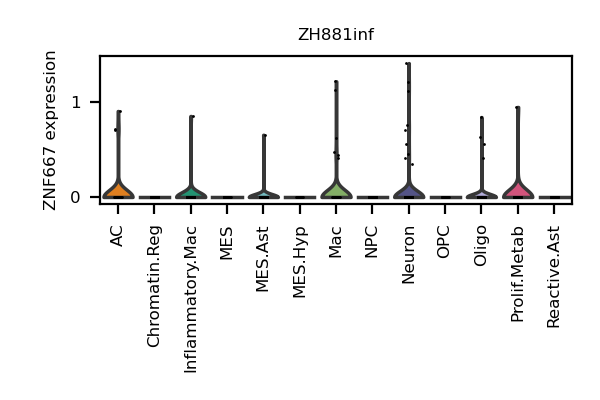 ZH881inf
ZNF667 expression
1
0
AC
Chromatin.Reg
Inflammatory.Mac
MES
MES.Ast
MES.Hyp
Mac
NPC
Neuron
OPC
Oligo
Prolif.Metab
Reactive.Ast